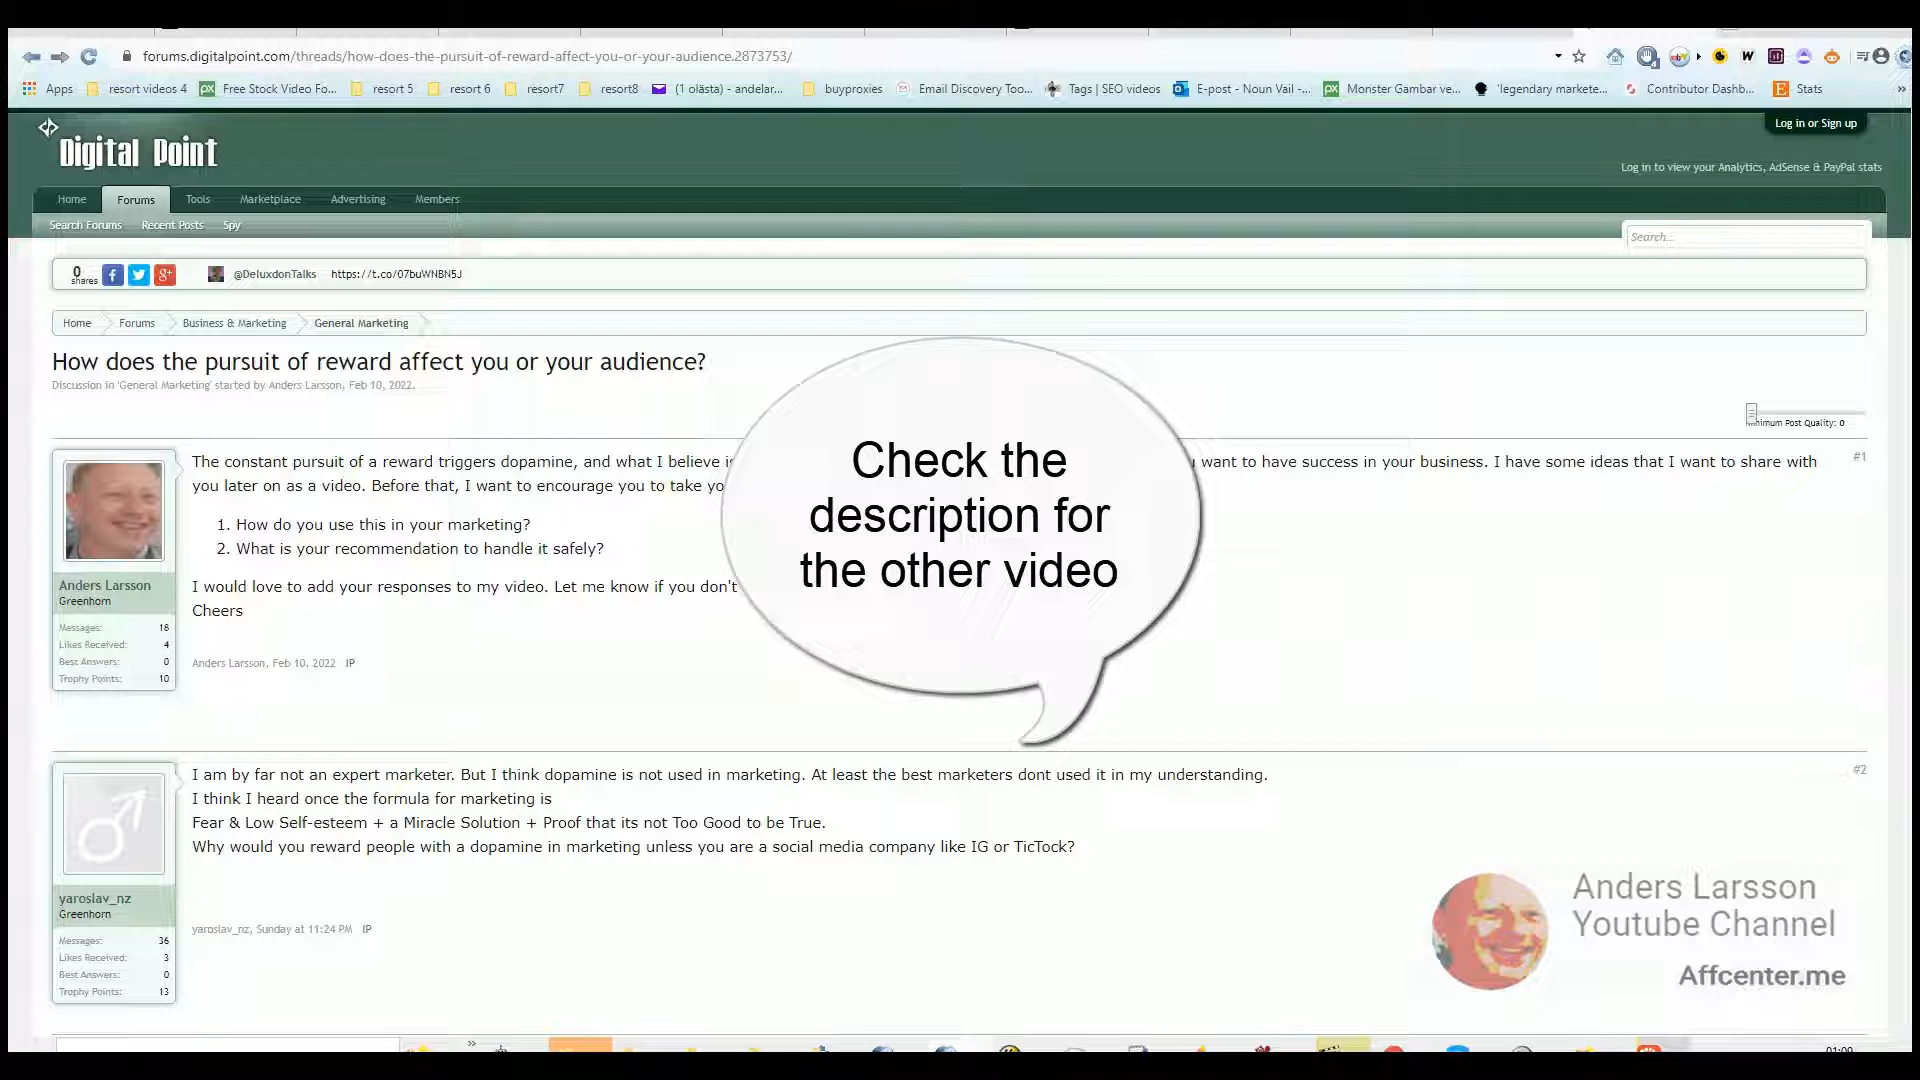 forums.digitalpoint.com/threads/how-does-the-pursuit-of-reward-affect-you-or-your-audience.2873753/
Apps resort videos 4 Free Stock Video Fo... resort 5 resort 6 resort7 resort8 (1 olästa) - andelar... buyproxies Email Discovery Too... Tags | SEO videos E-post - Noun Vail -... Monster Gambar ve... 'legendary markete... Contributor Dashb... Stats »
Log in or Sign up
Digital Point
Log in to view your Analytics, AdSense & PayPal stats
Home Forums Tools Marketplace Advertising Members
Search Forums Recent Posts Spy
Search...
0
shares
@DeluxdonTalks https://t.co/07buWNBN5J
Home Forums Business & Marketing General Marketing
How does the pursuit of reward affect you or your audience?
Discussion in 'General Marketing' started by Anders Larsson, Feb 10, 2022.
Post Quality: 0
The constant pursuit of a reward triggers dopamine, and what I believe
want to have success in your business. I have some ideas that I want to share with
#1
you later on as a video. Before that, I want to encourage you to take
1. How do you use this in your marketing?
2. What is your recommendation to handle it safely?
I would love to add your responses to my video. Let me know if you don't
Cheers
Anders Larsson
Greenhorn
Messages: 18
Likes Received: 4
Best Answers: 0
Trophy Points: 10
Anders Larsson, Feb 10, 2022 IP
Check the
description for
the other video
I am by far not an expert marketer. But I think dopamine is not used in marketing. At least the best marketers dont used it in my understanding.
#2
I think I heard once the formula for marketing is
Fear & Low Self-esteem + a Miracle Solution + Proof that its not Too Good to be True.
Why would you reward people with a dopamine in marketing unless you are a social media company like IG or TicTock?
yaroslav_nz
Greenhorn
Messages: 36
Likes Received: 3
Best Answers: 0
Trophy Points: 13
yaroslav_nz, Sunday at 11:24 PM IP
Anders Larsson
Youtube Channel
Affcenter.me